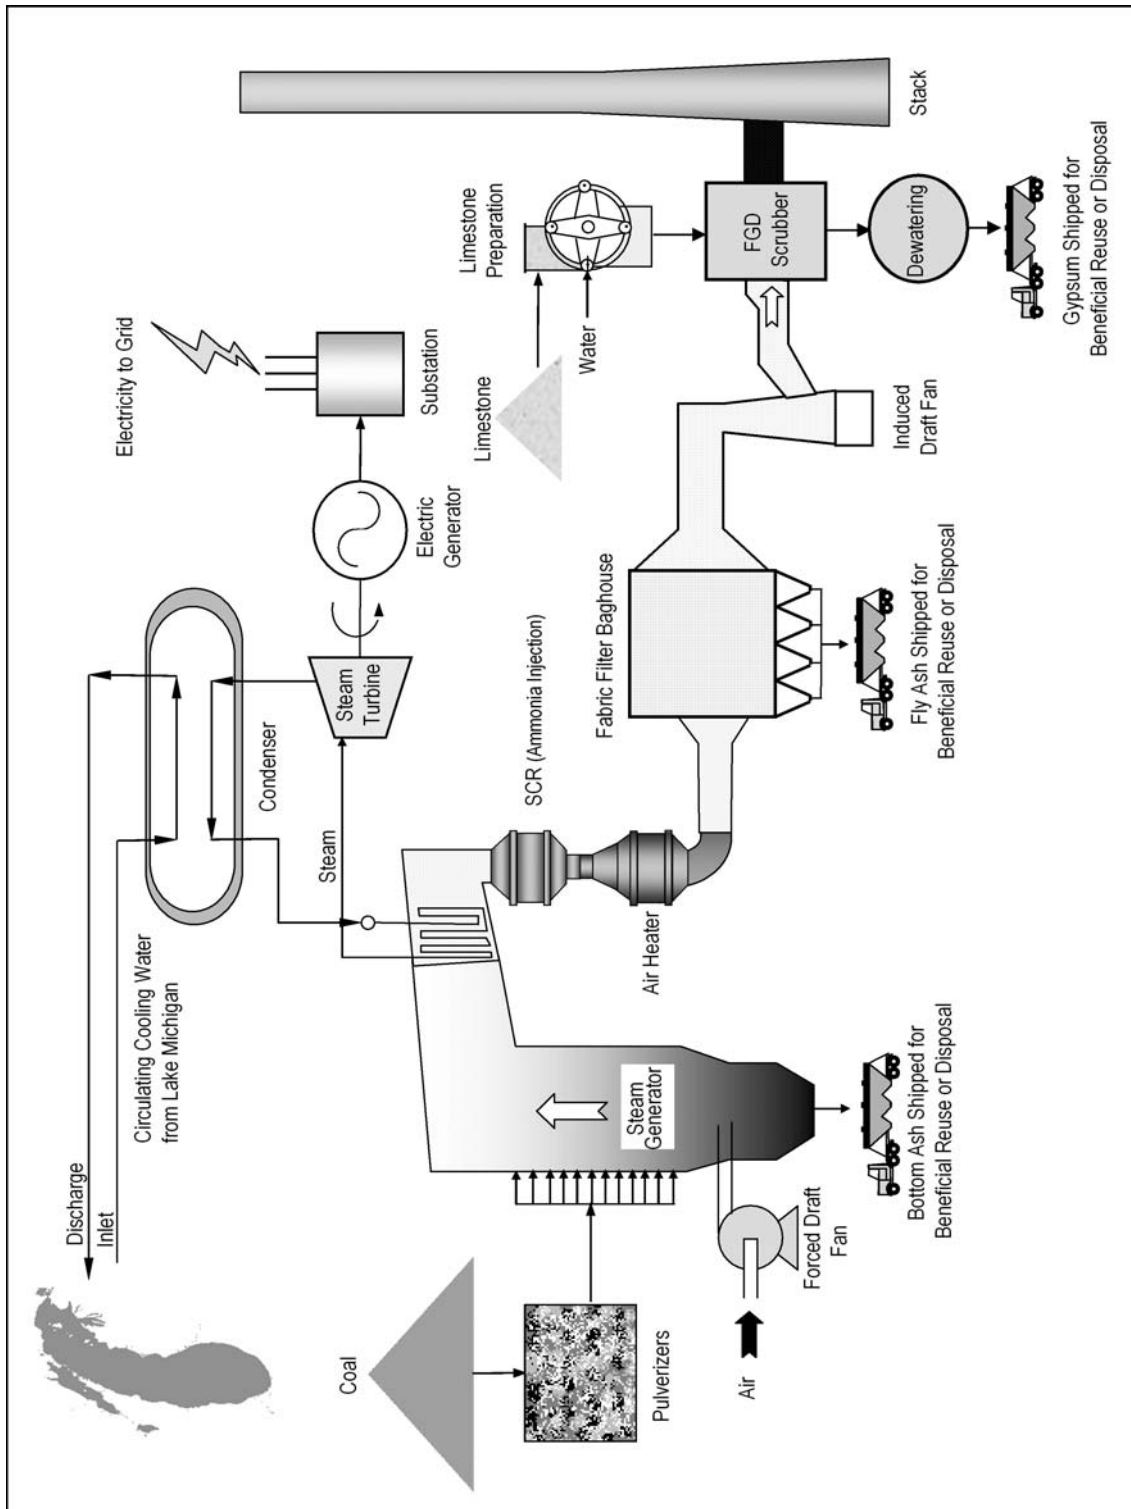 Discharge
Inlet
Circulating Cooling Water
from Lake Michigan
Condenser
Electricity to Grid
Steam
Steam
Turbine
Electric
Generator
Substation
Coal
Pulverizers
Air
Forced Draft
Fan
Steam
Generator
Bottom Ash Shipped for
Beneficial Reuse or Disposal
SCR (Ammonia Injection)
Air Heater
Fabric Filter Baghouse
Fly Ash Shipped for
Beneficial Reuse or Disposal
Induced
Draft Fan
Limestone
Water
Limestone
Preparation
FGD
Scrubber
Dewatering
Gypsum Shipped for
Beneficial Reuse or Disposal
Stack